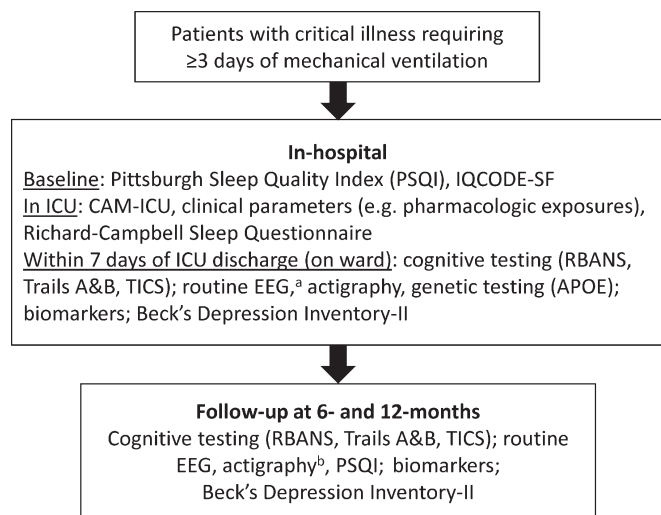 Patients with critical illness requiring
≥3 days of mechanical ventilation
In-hospital
Baseline: Pittsburgh Sleep Quality Index (PSQI), IQCODE-SF
In ICU: CAM-ICU, clinical parameters (e.g. pharmacologic exposures),
Richard-Campbell Sleep Questionnaire
Within 7 days of ICU discharge (on ward): cognitive testing (RBANS,
Trails A&B, TICS); routine EEG,ᵃ actigraphy, genetic testing (APOE);
biomarkers; Beck's Depression Inventory-II
Follow-up at 6- and 12-months
Cognitive testing (RBANS, Trails A&B, TICS); routine
EEG, actigraphyᵇ, PSQI; biomarkers;
Beck's Depression Inventory-II